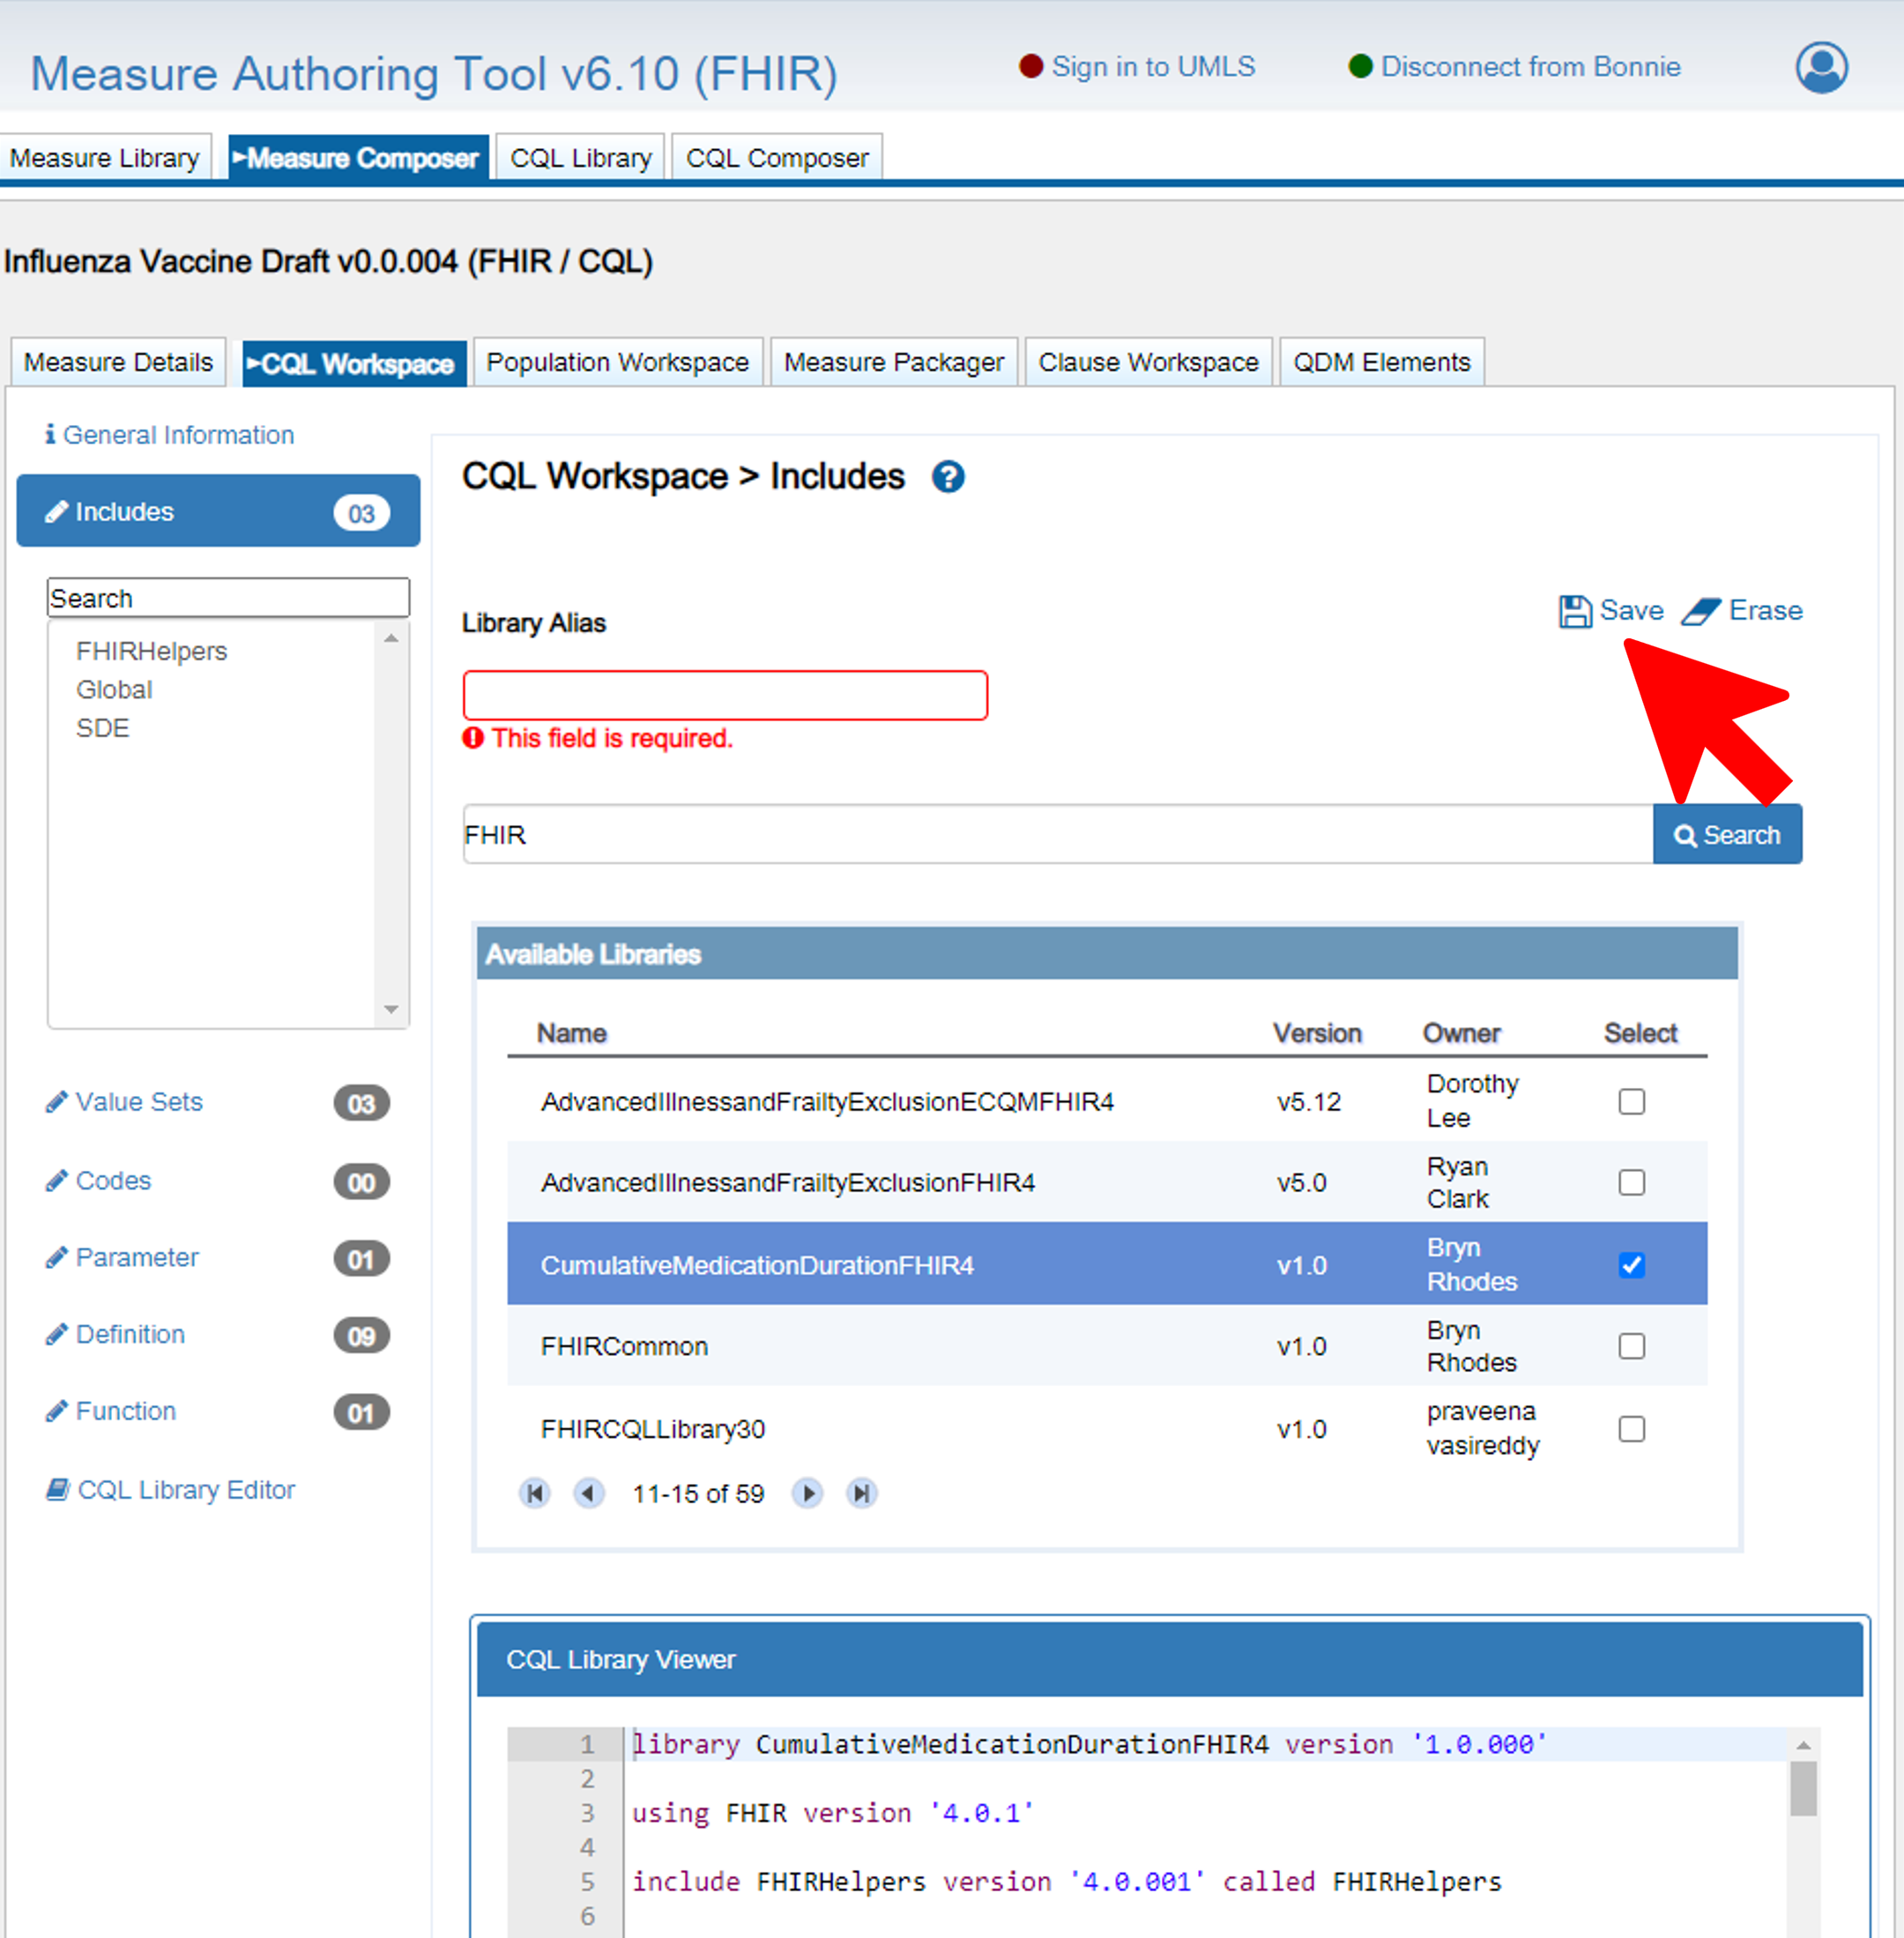 Measure Authoring Tool v6.10 (FHIR)
Sign in to UMLS
Disconnect from Bonnie
Measure Library
Measure Composer
CQL Library
CQL Composer
Influenza Vaccine Draft v0.0.004 (FHIR / CQL)
Measure Details
CQL Workspace
Population Workspace
Measure Packager
Clause Workspace
QDM Elements
General Information
Includes 03
Search
FHIRHelpers
Global
SDE
Value Sets 03
Codes 00
Parameter 01
Definition 09
Function 01
CQL Library Editor
CQL Workspace > Includes
Save
Erase
Library Alias
This field is required.
FHIR
Search
Available Libraries
Name Version Owner Select
AdvancedIllnessandFrailtyExclusionECQMFHIR4 v5.12 Dorothy
Lee
AdvancedIllnessandFrailtyExclusionFHIR4 v5.0 Ryan
Clark
CumulativeMedicationDurationFHIR4 v1.0 Bryn
Rhodes
FHIRCommon v1.0 Bryn
Rhodes
FHIRCQLLibrary30 v1.0 praveena
vasireddy
11-15 of 59
CQL Library Viewer
1 library CumulativeMedicationDurationFHIR4 version '1.0.000'
2
3 using FHIR version '4.0.1'
4
5 include FHIRHelpers version '4.0.001' called FHIRHelpers
6